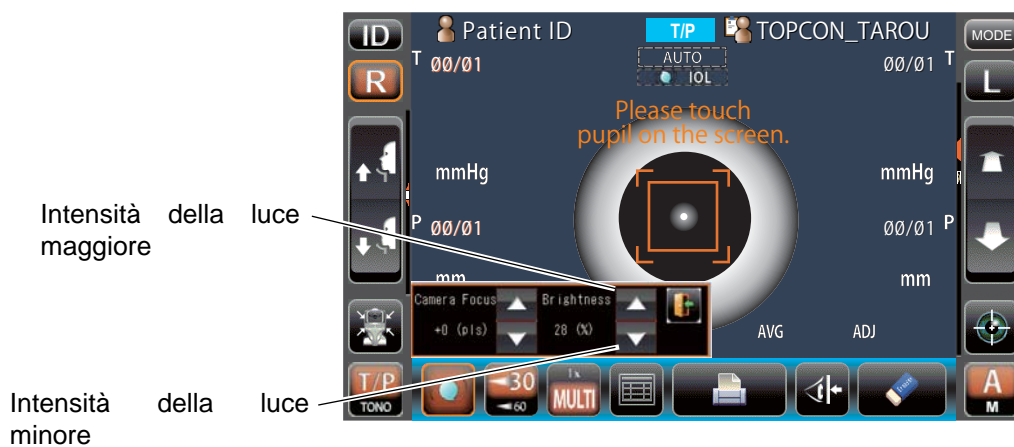 ID
Patient ID
T/P
TOPCON_TAROU
MODE
R
T
00/01
AUTO
IOL
00/01
T
L
Please touch
pupil on the screen.
mmHg
mmHg
Intensità della luce
maggiore
P
00/01
00/01
P
mm
mm
Camera Focus
Brightness
+0 (pls)
28 (%)
AVG
ADJ
T/P
TONO
30
60
1x
MULTI
A
M
Intensità della luce
minore